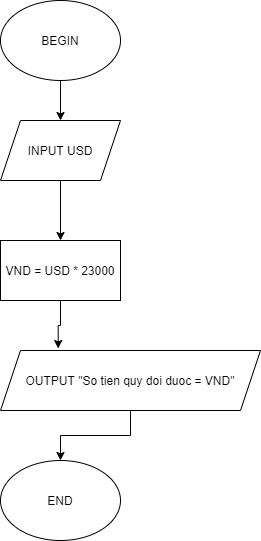 BEGIN
INPUT USD
VND = USD * 23000
OUTPUT "So tien quy doi duoc = VND"
END